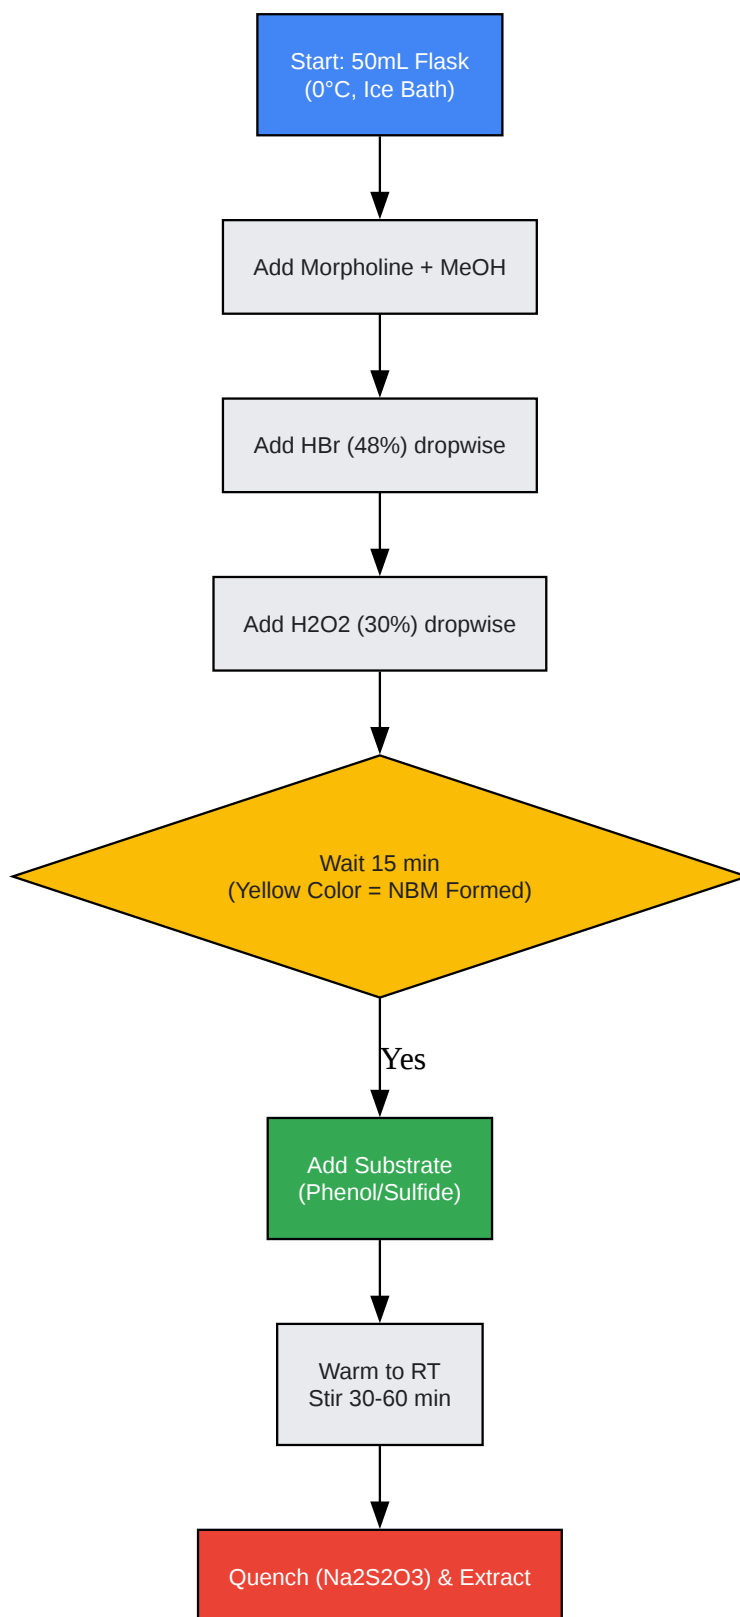 Start: 50mL Flask
(0°C, Ice Bath)
Add Morpholine + MeOH
Add HBr (48%) dropwise
Add H2O2 (30%) dropwise
Wait 15 min
(Yellow Color = NBM Formed)
Yes
Add Substrate
(Phenol/Sulfide)
Warm to RT
Stir 30-60 min
Quench (Na2S2O3) & Extract